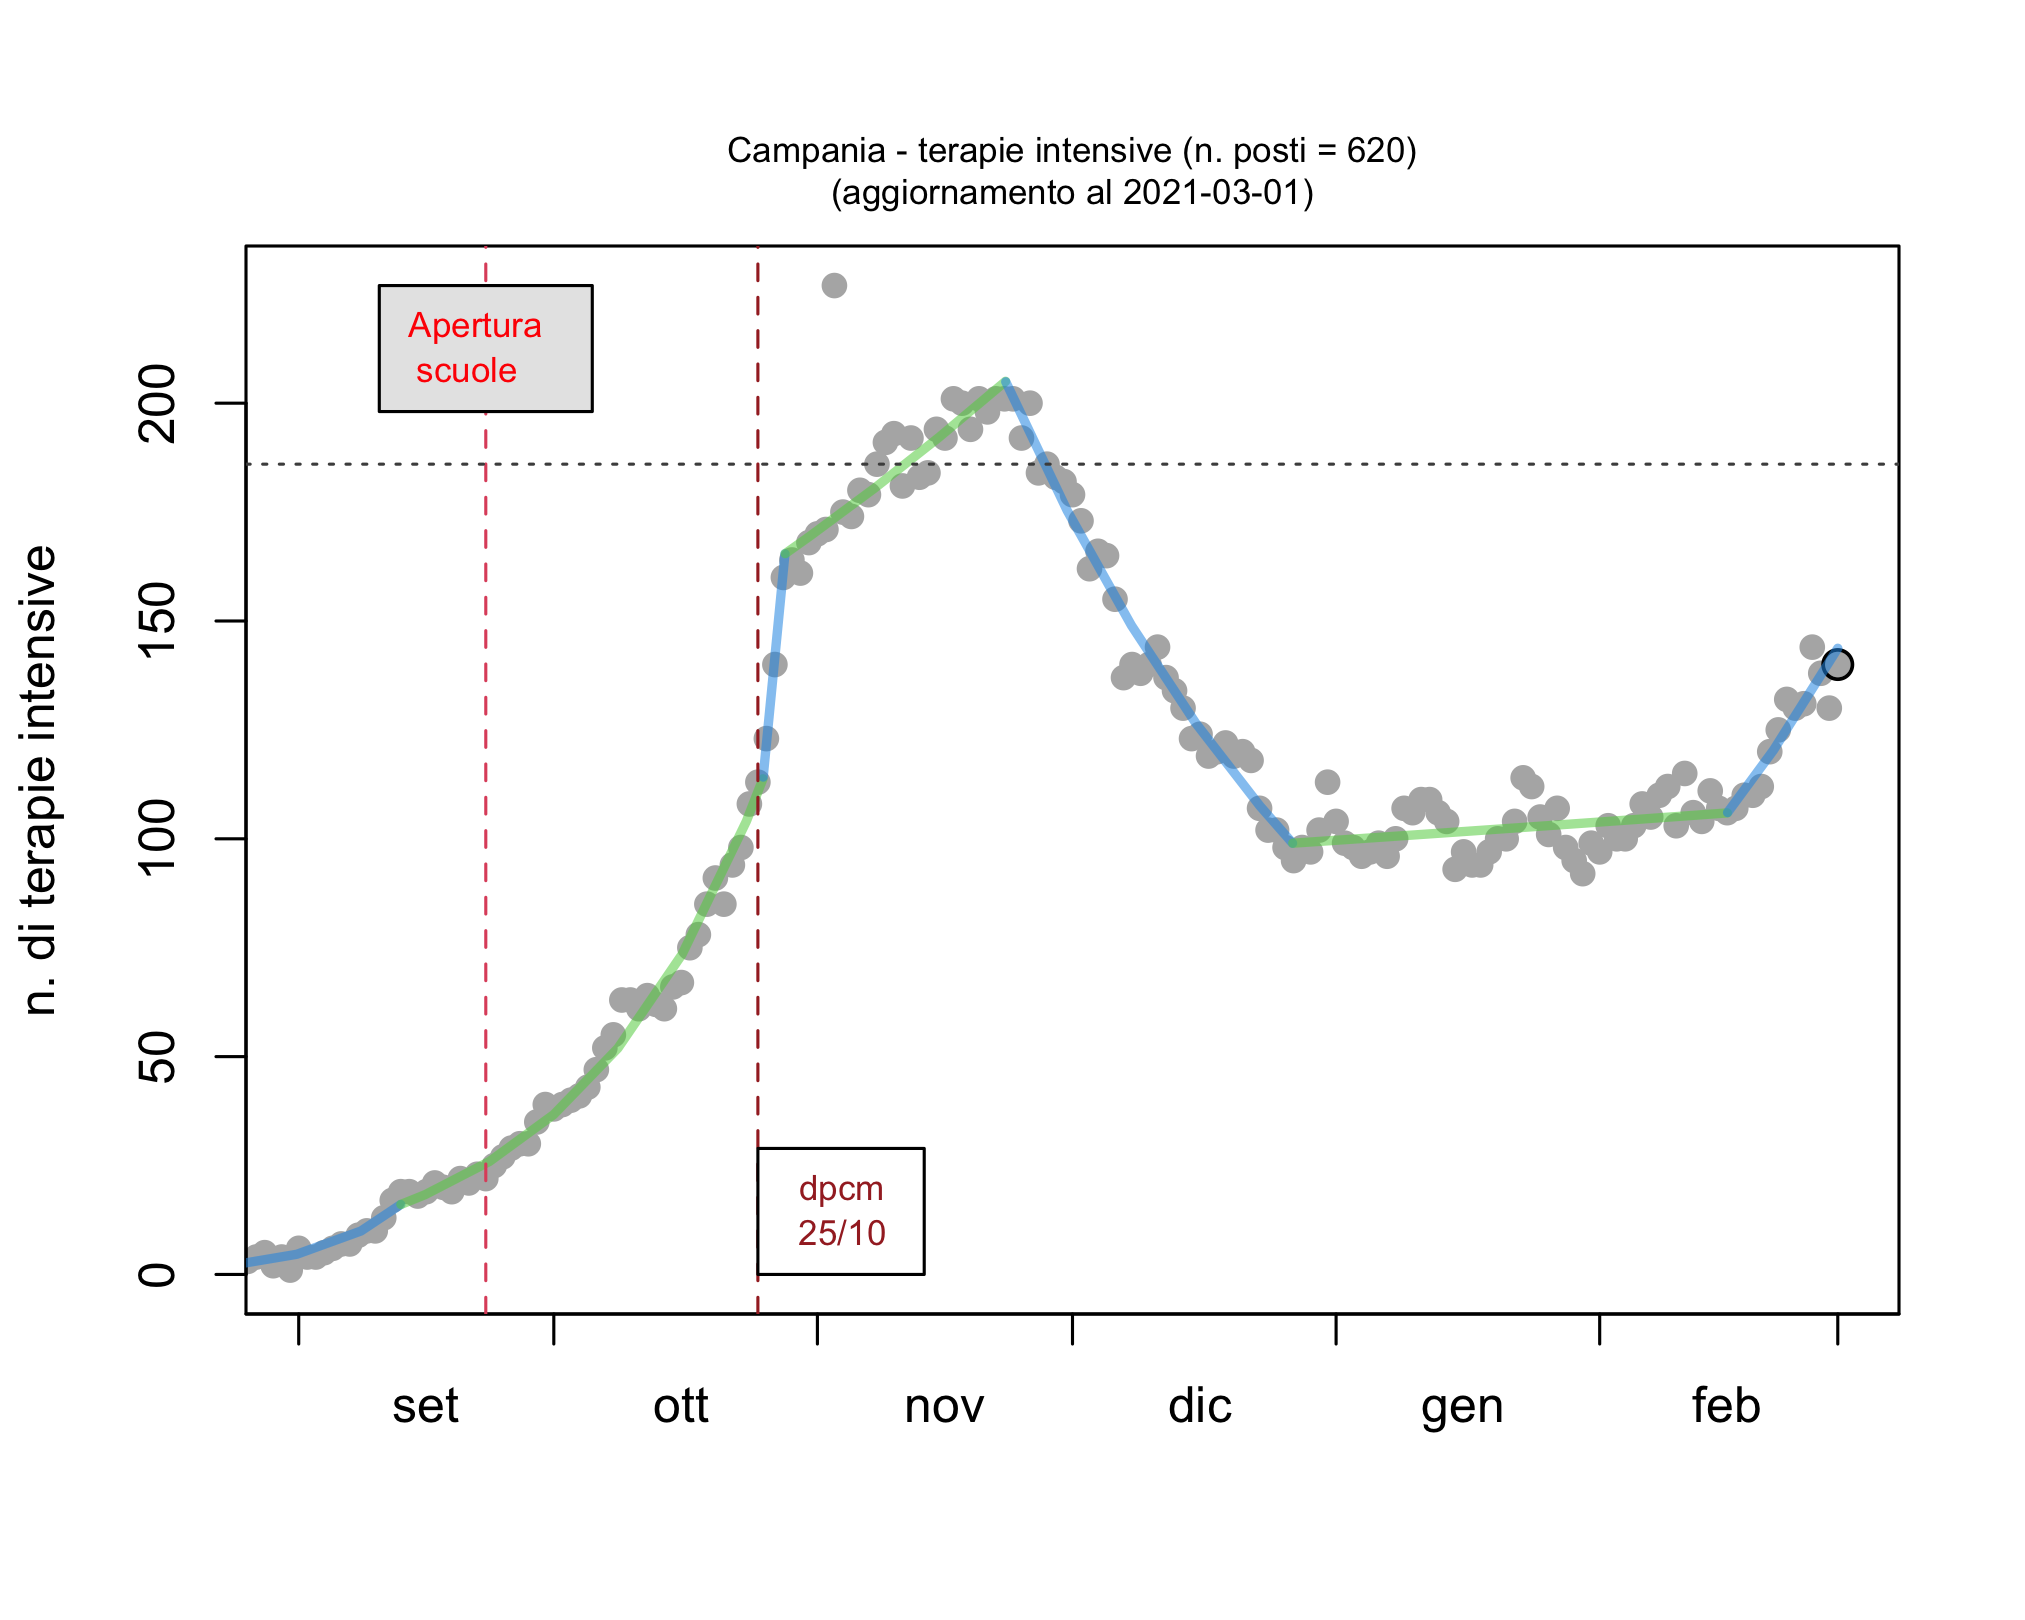 Campania - terapie intensive (n. posti = 620)
(aggiornamento al 2021-03-01)
Apertura
scuole
n. di terapie intensive
200
150
100
50
0
dpcm
25/10
set ott nov dic gen feb